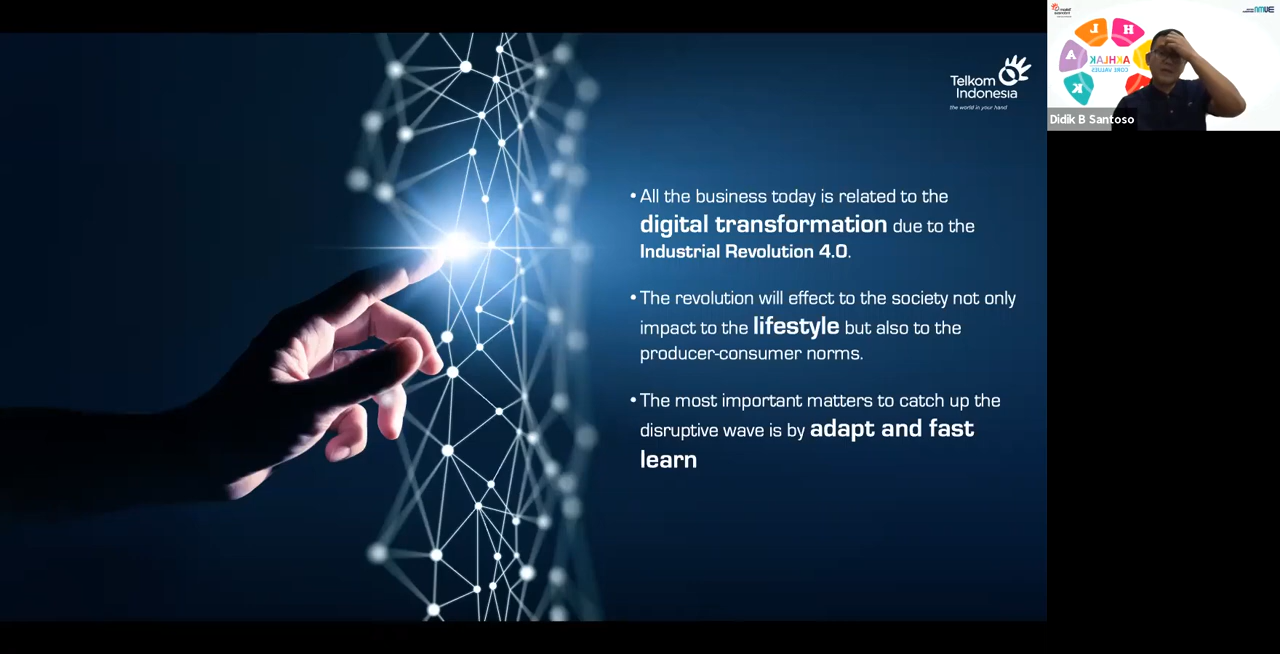 Telkom
Indonesia
the world in your hand
• All the business today is related to the
digital transformation due to the
Industrial Revolution 4.0.
• The revolution will effect to the society not only
impact to the lifestyle but also to the
producer-consumer norms.
• The most important matters to catch up the
disruptive wave is by adapt and fast
learn
H
L
A
AKHLAK
CORE VALUES
K
Didik B Santoso